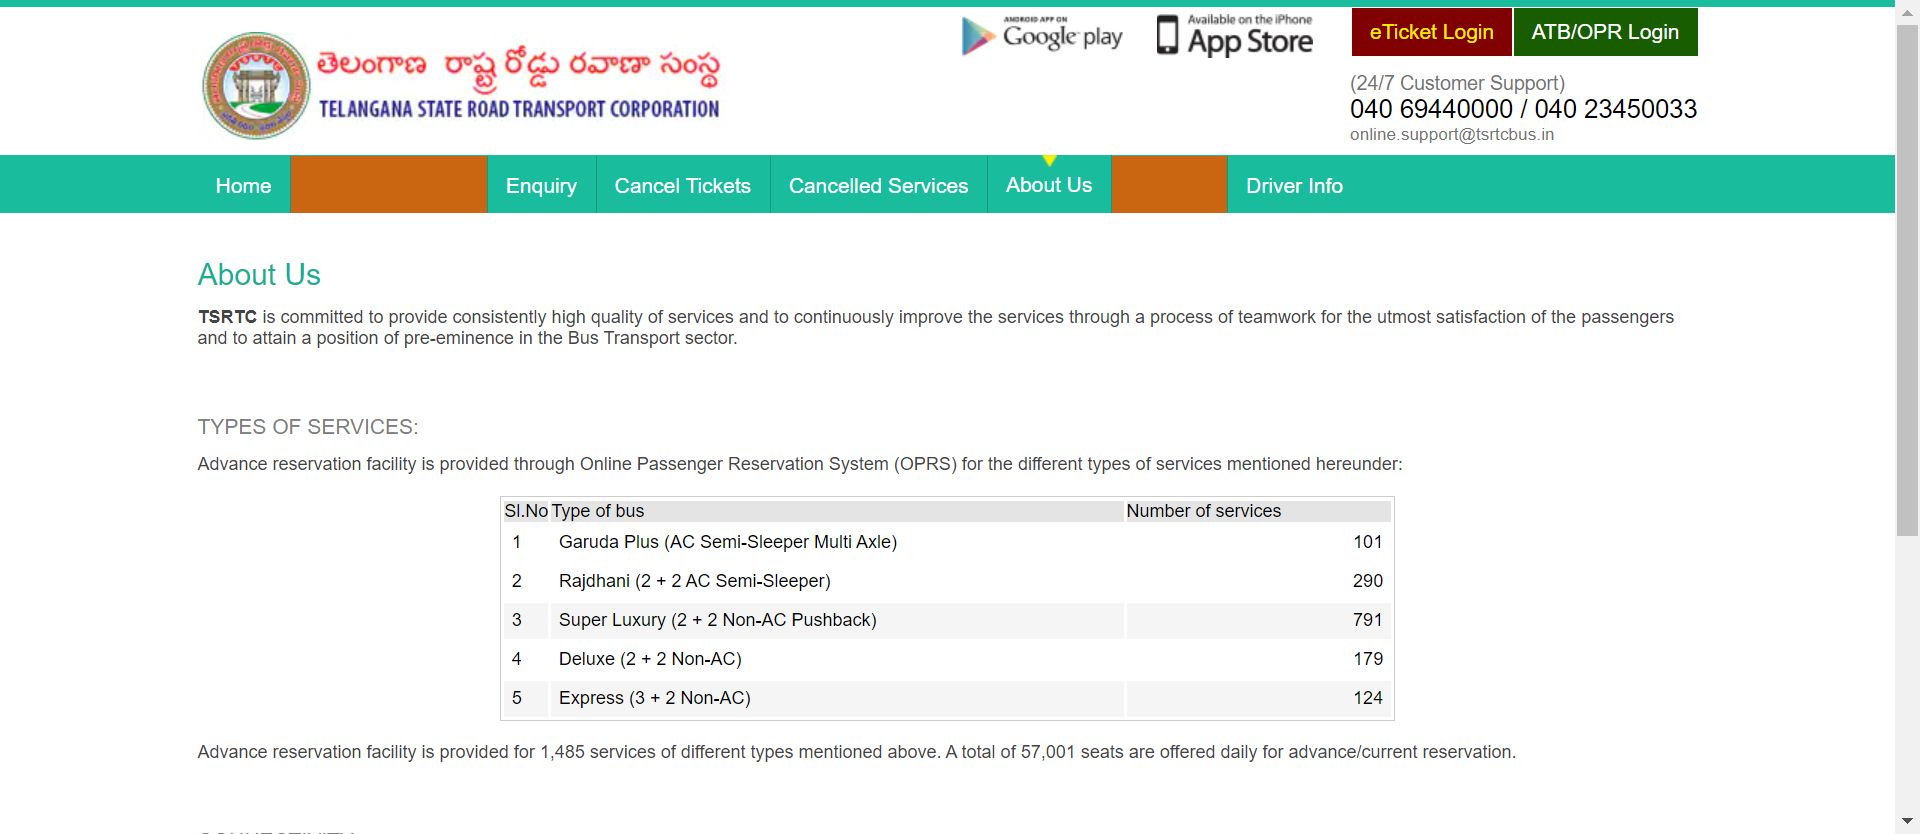 ANDROID APP ON
Google play
Available on the iPhone
App Store
eTicket Login
ATB/OPR Login
తెలంగాణ రాష్ట్ర రోడ్డు రవాణా సంస్థ
TELANGANA STATE ROAD TRANSPORT CORPORATION
(24/7 Customer Support)
040 69440000 / 040 23450033
online.support@tsrtcbus.in
Home
Enquiry
Cancel Tickets
Cancelled Services
About Us
Driver Info
About Us
TSRTC is committed to provide consistently high quality of services and to continuously improve the services through a process of teamwork for the utmost satisfaction of the passengers
and to attain a position of pre-eminence in the Bus Transport sector.
TYPES OF SERVICES:
Advance reservation facility is provided through Online Passenger Reservation System (OPRS) for the different types of services mentioned hereunder:
Sl.No Type of bus Number of services
1 Garuda Plus (AC Semi-Sleeper Multi Axle) 101
2 Rajdhani (2 + 2 AC Semi-Sleeper) 290
3 Super Luxury (2 + 2 Non-AC Pushback) 791
4 Deluxe (2 + 2 Non-AC) 179
5 Express (3 + 2 Non-AC) 124
Advance reservation facility is provided for 1,485 services of different types mentioned above. A total of 57,001 seats are offered daily for advance/current reservation.